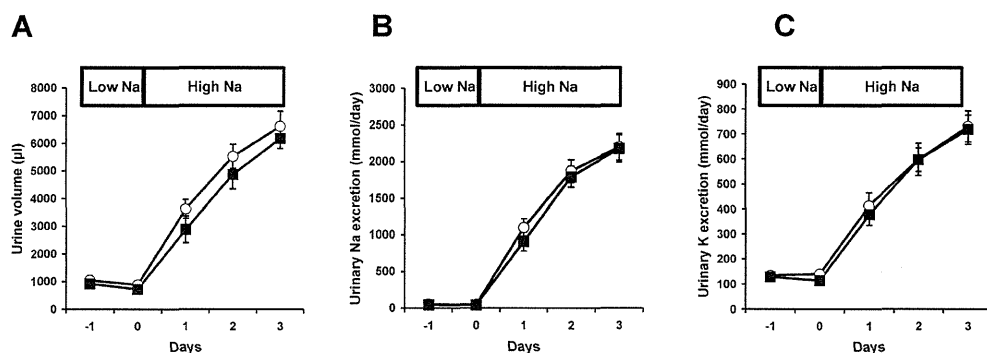 A
B
C
Low Na
High Na
Low Na
High Na
Low Na
High Na
Urine volume (µl)
8000
7000
6000
5000
4000
3000
2000
1000
0
-1
0
1
2
3
Days
Urinary Na excretion (mmol/day)
2500
2000
1500
1000
500
0
-1
0
1
2
3
Days
Urinary K excretion (mmol/day)
900
800
700
600
500
400
300
200
100
0
-1
0
1
2
3
Days